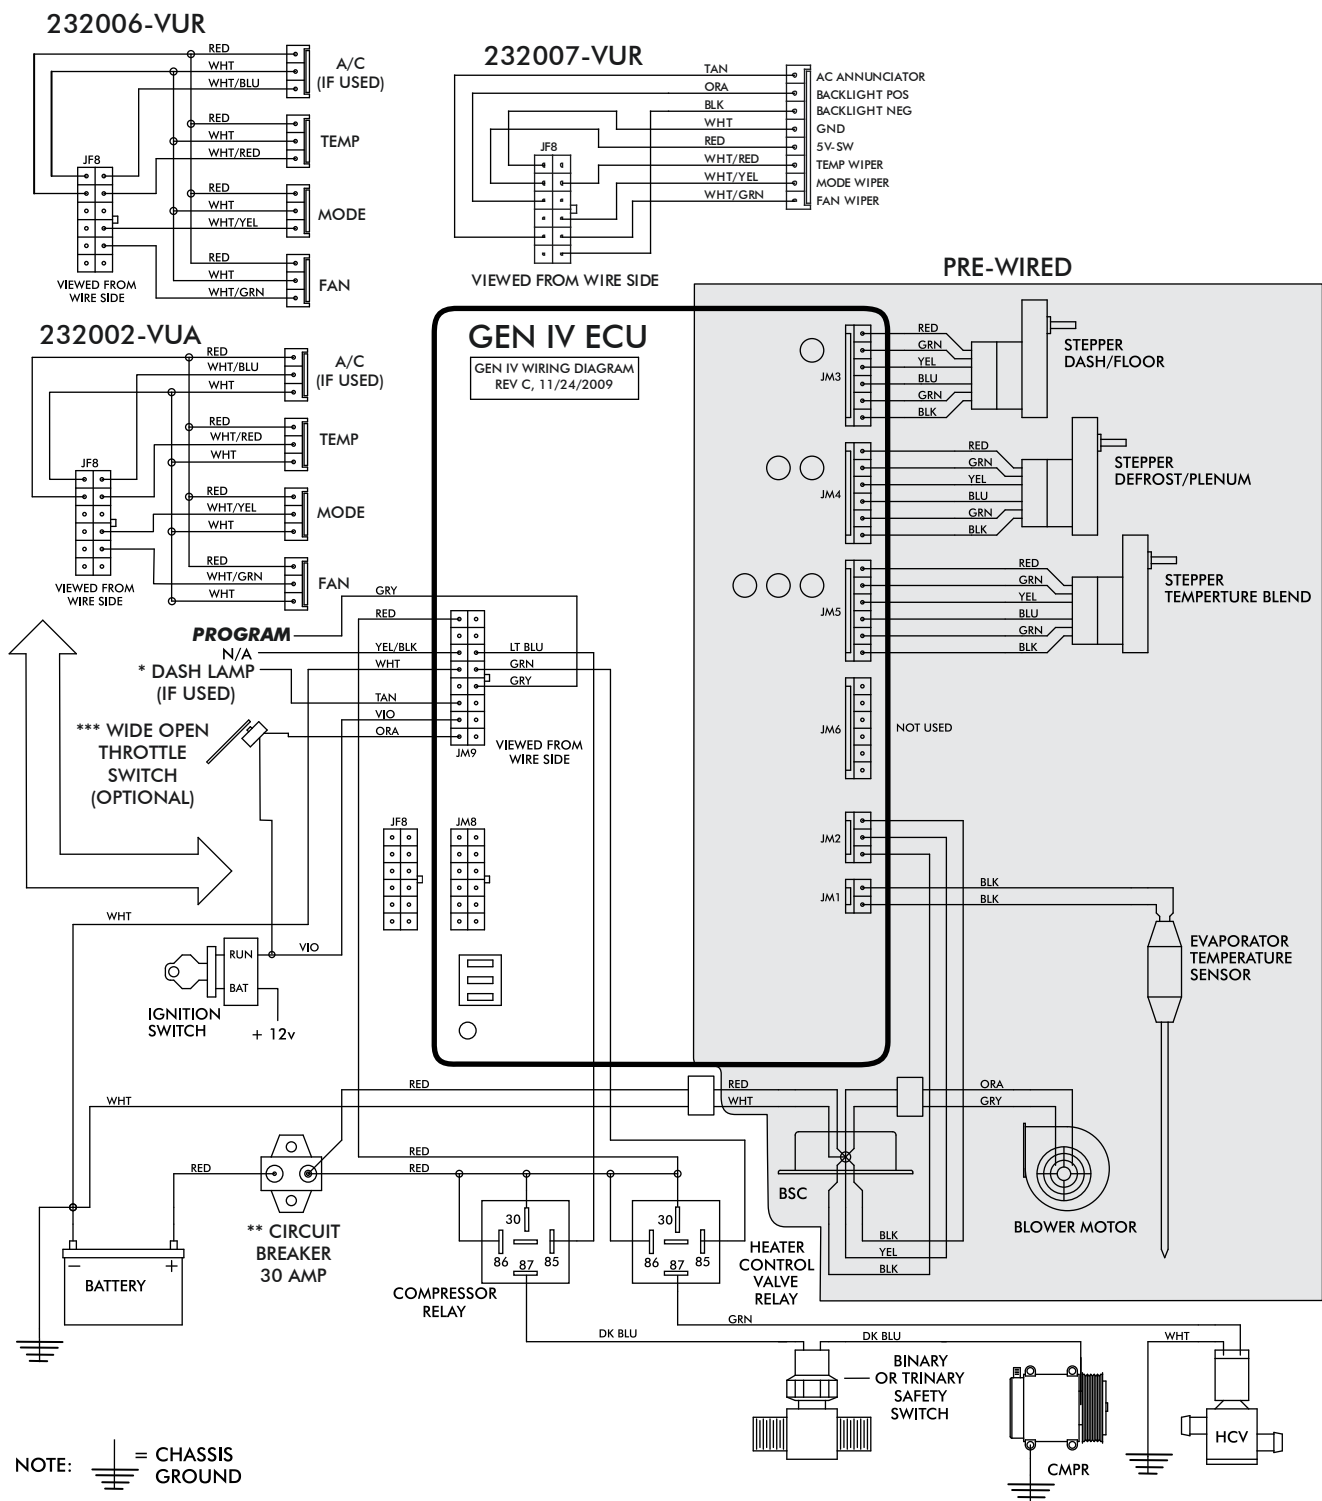 232006-VUR
RED
WHT
WHT/BLU
A/C
(IF USED)
RED
WHT
WHT/RED
TEMP
JF8
RED
WHT
WHT/YEL
MODE
RED
WHT
WHT/GRN
FAN
VIEWED FROM
WIRE SIDE
232007-VUR
TAN
ORA
BLK
WHT
RED
WHT/RED
WHT/YEL
WHT/GRN
AC ANNUNCIATOR
BACKLIGHT POS
BACKLIGHT NEG
GND
5V-SW
TEMP WIPER
MODE WIPER
FAN WIPER
JF8
VIEWED FROM WIRE SIDE
PRE-WIRED
232002-VUA
RED
WHT/BLU
WHT
A/C
(IF USED)
RED
WHT/RED
WHT
TEMP
JF8
RED
WHT/YEL
WHT
MODE
RED
WHT/GRN
WHT
FAN
VIEWED FROM
WIRE SIDE
GEN IV ECU
GEN IV WIRING DIAGRAM
REV C, 11/24/2009
JM3
RED
GRN
YEL
BLU
GRN
BLK
STEPPER
DASH/FLOOR
JM4
RED
GRN
YEL
BLU
GRN
BLK
STEPPER
DEFROST/PLENUM
JM5
RED
GRN
YEL
BLU
GRN
BLK
STEPPER
TEMPERTURE BLEND
GRY
RED
PROGRAM
N/A
YEL/BLK
* DASH LAMP
(IF USED)
WHT
TAN
VIO
ORA
LT BLU
GRN
GRY
JM9
VIEWED FROM
WIRE SIDE
*** WIDE OPEN
THROTTLE
SWITCH
(OPTIONAL)
JM6
NOT USED
JF8
JM8
JM2
JM1
BLK
BLK
EVAPORATOR
TEMPERATURE
SENSOR
WHT
VIO
RUN
BAT
IGNITION
SWITCH
+ 12v
RED
WHT
RED
WHT
ORA
GRY
BSC
BLOWER MOTOR
BLK
YEL
BLK
RED
RED
RED
** CIRCUIT
BREAKER
30 AMP
BATTERY
−
+
30
86
87
85
COMPRESSOR
RELAY
30
86
87
85
HEATER
CONTROL
VALVE
RELAY
GRN
DK BLU
DK BLU
WHT
BINARY
OR TRINARY
SAFETY
SWITCH
CMPR
HCV
NOTE:
= CHASSIS
GROUND